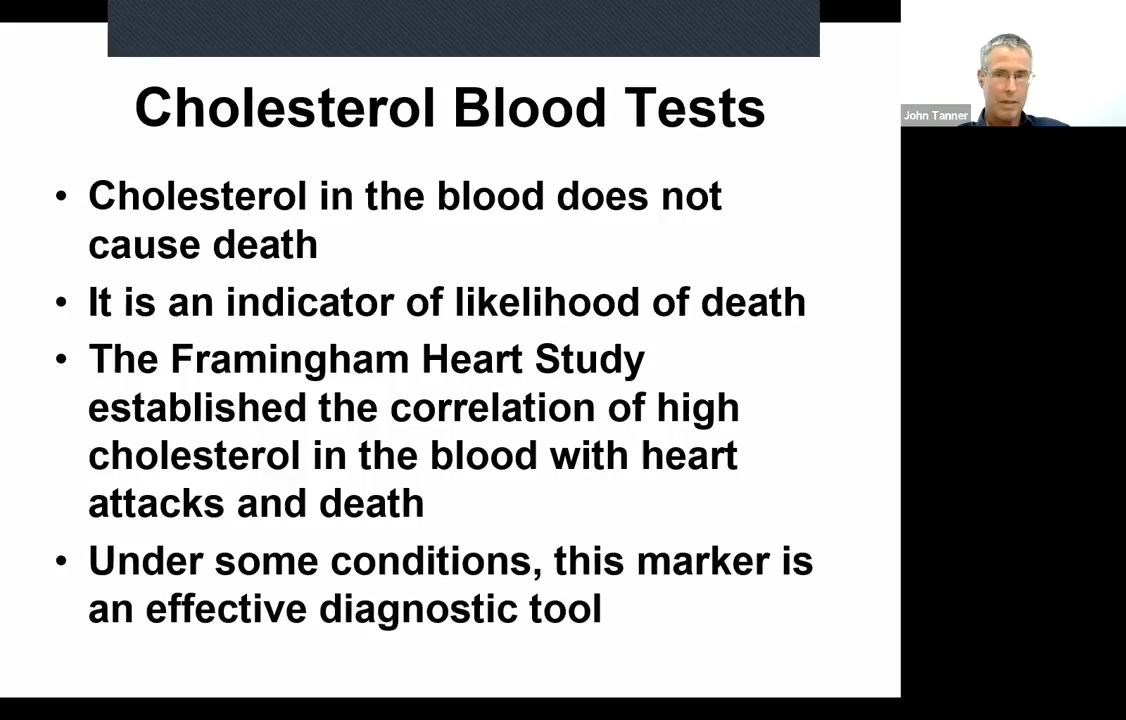 Cholesterol Blood Tests
• Cholesterol in the blood does not
cause death
• It is an indicator of likelihood of death
• The Framingham Heart Study
established the correlation of high
cholesterol in the blood with heart
attacks and death
• Under some conditions, this marker is
an effective diagnostic tool
John Tanner